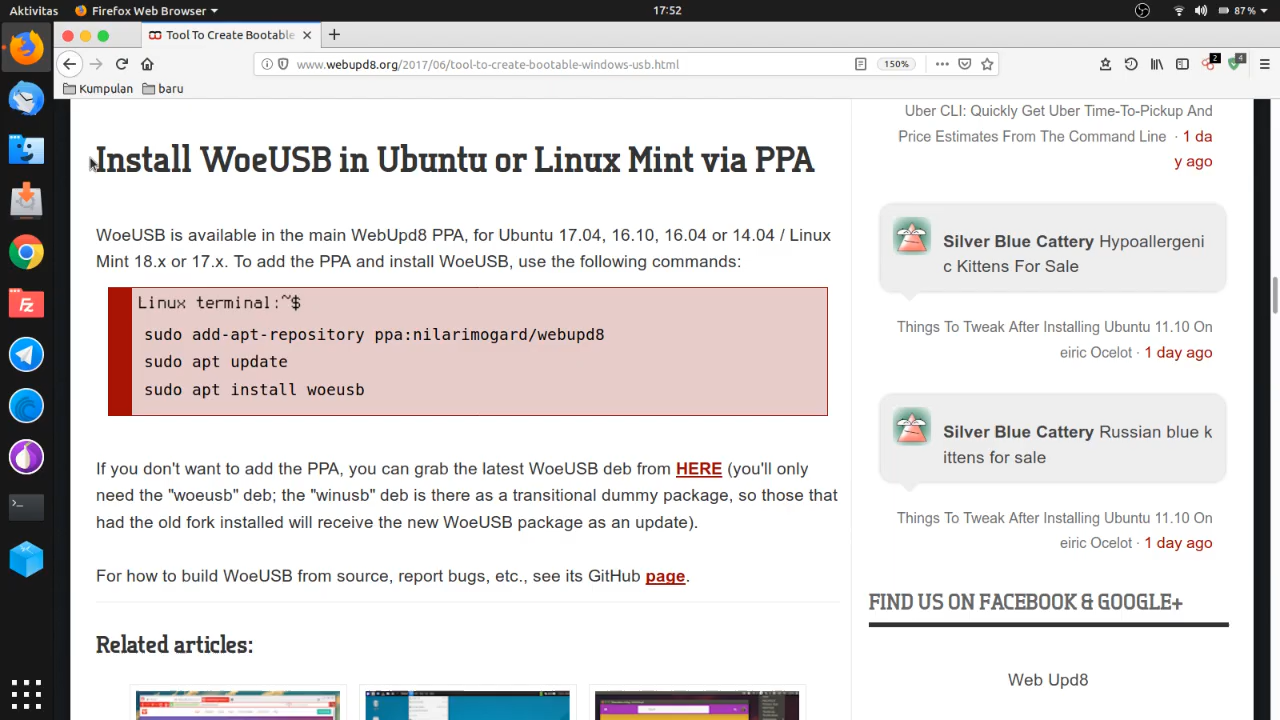 Aktivitas
Firefox Web Browser
17:52
87 %
Tool To Create Bootable
www.webupd8.org/2017/06/tool-to-create-bootable-windows-usb.html
150%
2
4
Kumpulan
baru
Install WoeUSB in Ubuntu or Linux Mint via PPA
WoeUSB is available in the main WebUpd8 PPA, for Ubuntu 17.04, 16.10, 16.04 or 14.04 / Linux
Mint 18.x or 17.x. To add the PPA and install WoeUSB, use the following commands:
Linux terminal:~$
sudo add-apt-repository ppa:nilarimogard/webupd8
sudo apt update
sudo apt install woeusb
If you don't want to add the PPA, you can grab the latest WoeUSB deb from HERE (you'll only
need the "woeusb" deb; the "winusb" deb is there as a transitional dummy package, so those that
had the old fork installed will receive the new WoeUSB package as an update).
For how to build WoeUSB from source, report bugs, etc., see its GitHub page.
Related articles:
Uber CLI: Quickly Get Uber Time-To-Pickup And
Price Estimates From The Command Line · 1 da
y ago
Silver Blue Cattery Hypoallergeni
c Kittens For Sale
Things To Tweak After Installing Ubuntu 11.10 On
eiric Ocelot · 1 day ago
Silver Blue Cattery Russian blue k
ittens for sale
Things To Tweak After Installing Ubuntu 11.10 On
eiric Ocelot · 1 day ago
FIND US ON FACEBOOK & GOOGLE+
Web Upd8